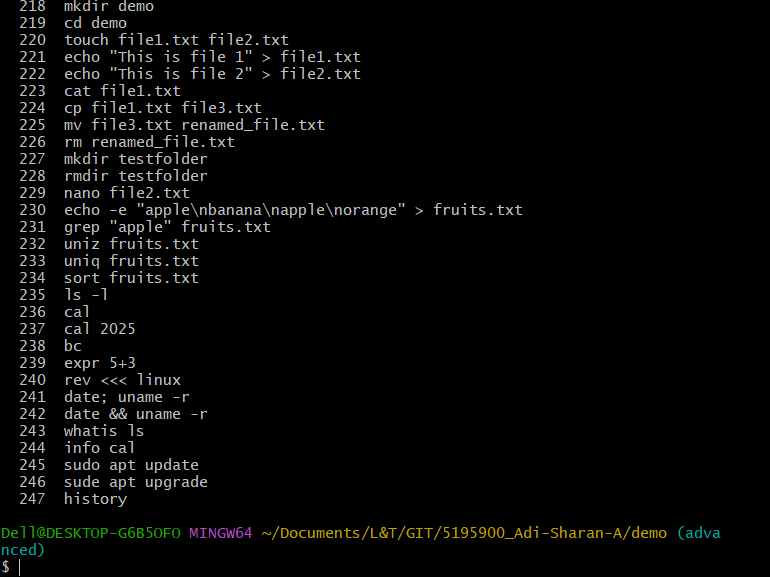 218  mkdir demo
219  cd demo
220  touch file1.txt file2.txt
221  echo "This is file 1" > file1.txt
222  echo "This is file 2" > file2.txt
223  cat file1.txt
224  cp file1.txt file3.txt
225  mv file3.txt renamed_file.txt
226  rm renamed_file.txt
227  mkdir testfolder
228  rmdir testfolder
229  nano file2.txt
230  echo -e "apple\nbanana\napple\norange" > fruits.txt
231  grep "apple" fruits.txt
232  uniz fruits.txt
233  uniq fruits.txt
234  sort fruits.txt
235  ls -l
236  cal
237  cal 2025
238  bc
239  expr 5+3
240  rev <<< linux
241  date; uname -r
242  date && uname -r
243  whatis ls
244  info cal
245  sudo apt update
246  sude apt upgrade
247  history
Dell@DESKTOP-G6B5OFO MINGW64 ~/Documents/L&T/GIT/5195900_Adi-Sharan-A/demo (adva
nced)
$